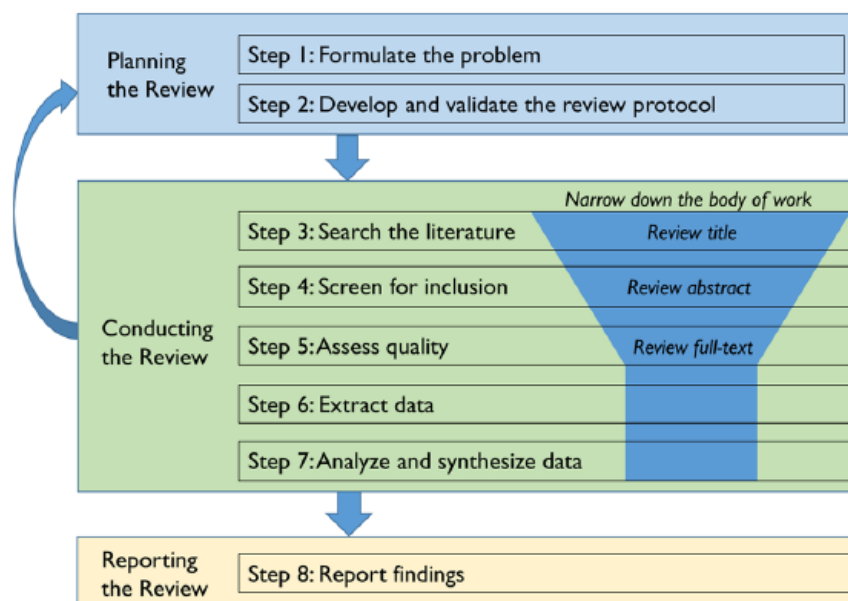 Planning
the Review
Step 1: Formulate the problem
Step 2: Develop and validate the review protocol
Conducting
the Review
Narrow down the body of work
Step 3: Search the literature
Review title
Step 4: Screen for inclusion
Review abstract
Step 5: Assess quality
Review full-text
Step 6: Extract data
Step 7: Analyze and synthesize data
Reporting
the Review
Step 8: Report findings